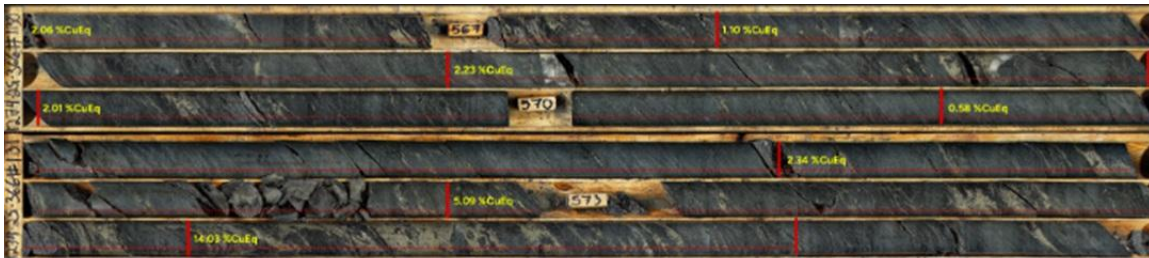 2.06 %CuEq
567
1.10 %CuEq
2.23 %CuEq
2.01 %CuEq
570
0.58 %CuEq
2.34 %CuEq
5.09 %CuEq
573
14.03 %CuEq